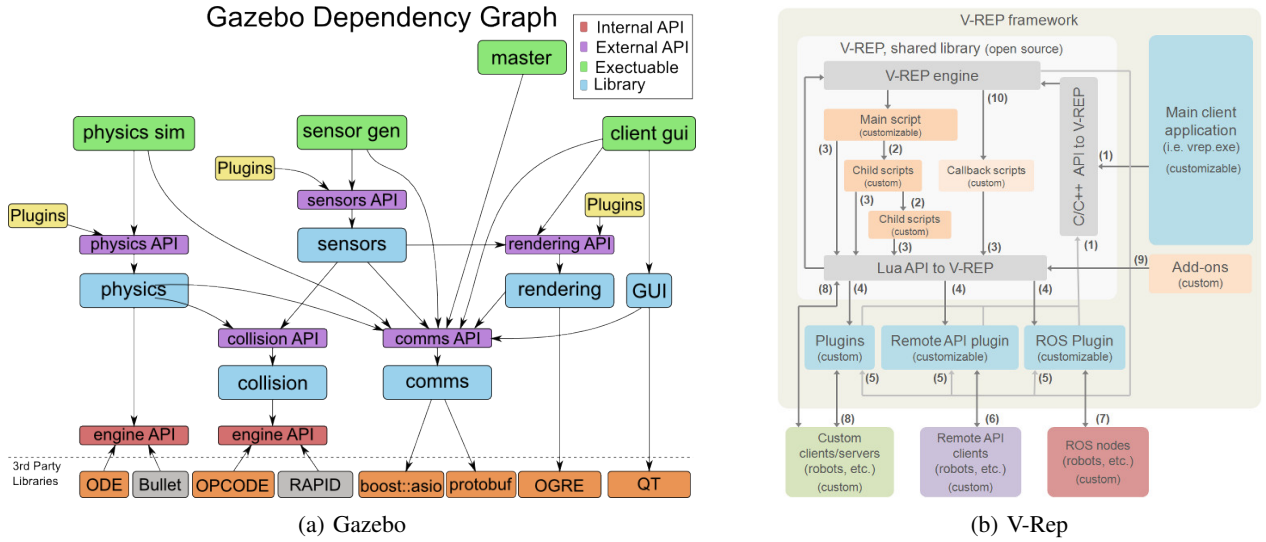 Gazebo Dependency Graph
Internal API
External API
Exectuable
Library
master
physics sim
sensor gen
client gui
Plugins
sensors API
Plugins
Plugins
physics API
sensors
rendering API
physics
rendering
GUI
collision API
comms API
collision
comms
engine API
engine API
3rd Party
Libraries
ODE
Bullet
OPCODE
RAPID
boost::asio
protobuf
OGRE
QT
(a) Gazebo
V-REP framework
V-REP, shared library (open source)
V-REP engine
(10)
Main script
(customizable)
(3)
(2)
Child scripts
(custom)
Callback scripts
(custom)
(3)
(2)
Child scripts
(custom)
(3)
(3)
C/C++ API to V-REP
(1)
(1)
Main client
application
(i.e. vrep.exe)
(customizable)
Lua API to V-REP
(9)
Add-ons
(custom)
(8)
(4)
(4)
(4)
Plugins
(custom)
Remote API plugin
(customizable)
ROS Plugin
(customizable)
(5)
(5)
(5)
(8)
(6)
(7)
Custom
clients/servers
(robots, etc.)
(custom)
Remote API
clients
(robots, etc.)
(custom)
ROS nodes
(robots, etc.)
(custom)
(b) V-Rep